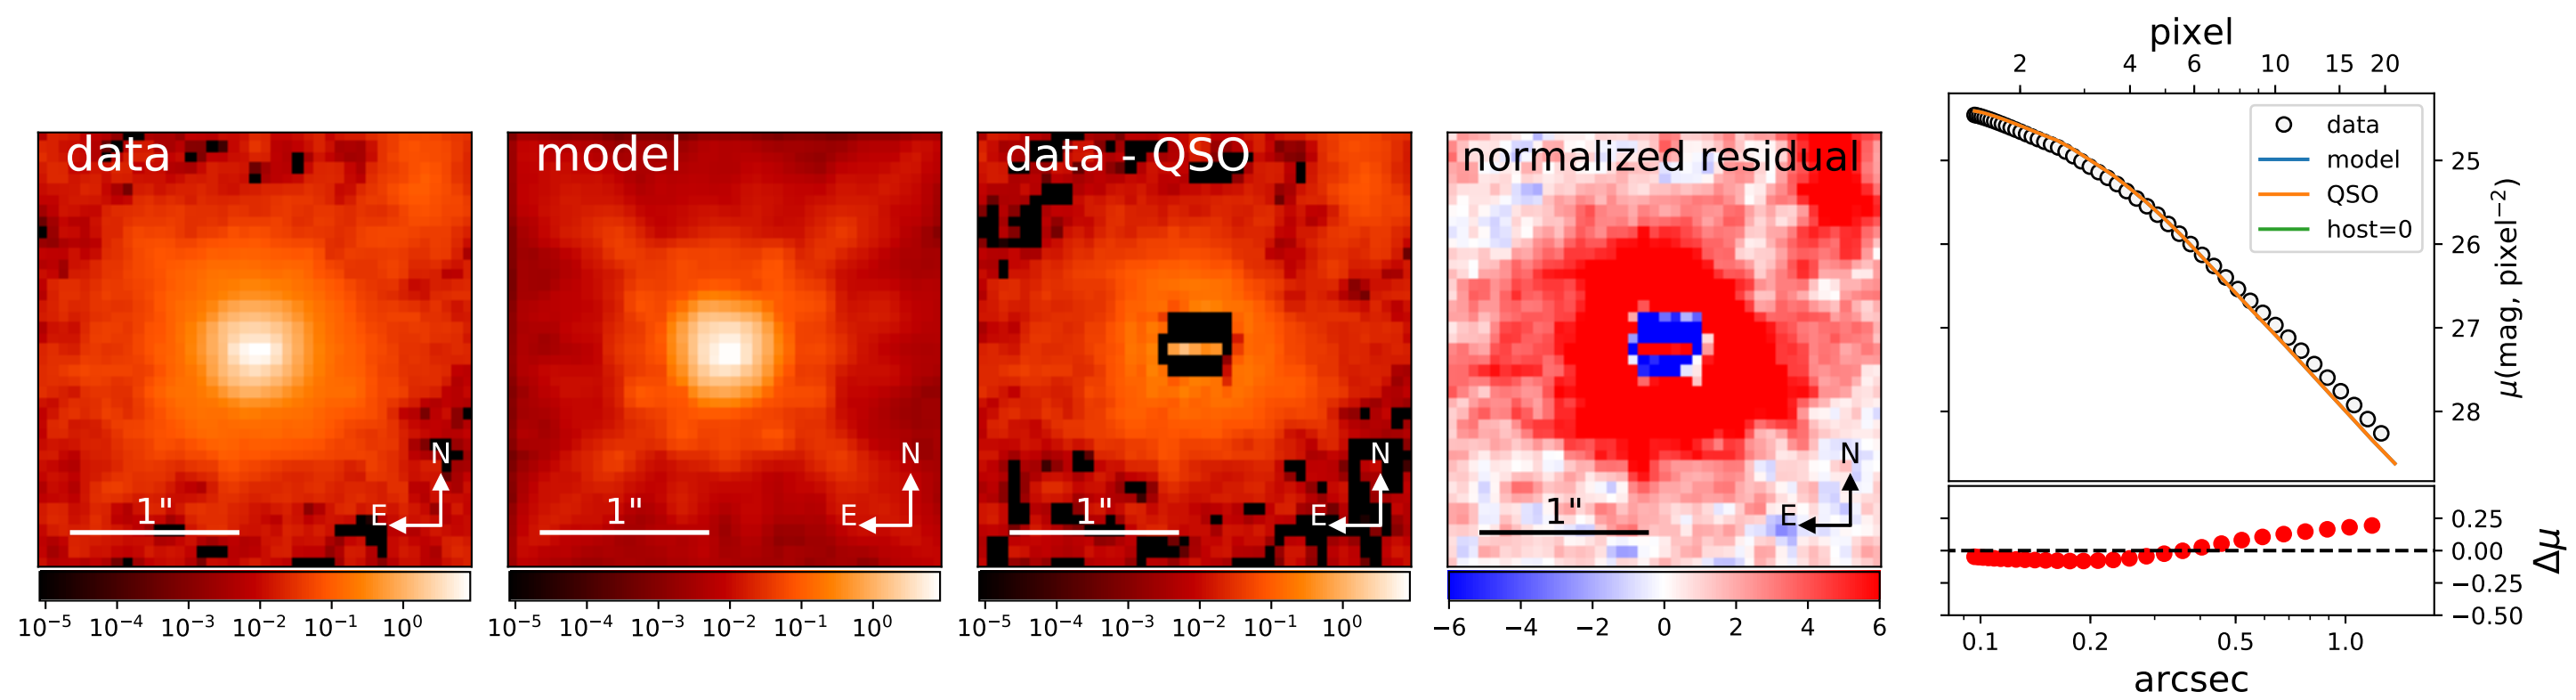 data
1"
N
E
10⁻⁵ 10⁻⁴ 10⁻³ 10⁻² 10⁻¹ 10⁰
model
1"
N
E
10⁻⁵ 10⁻⁴ 10⁻³ 10⁻² 10⁻¹ 10⁰
data - QSO
1"
N
E
10⁻⁵ 10⁻⁴ 10⁻³ 10⁻² 10⁻¹ 10⁰
normalized residual
1"
N
E
−6 −4 −2 0 2 4 6
pixel
2 4 6 10 15 20
data
model
QSO
host=0
25
26
27
28
μ(mag, pixel⁻²)
0.25
0.00
−0.25
−0.50
Δμ
0.1 0.2 0.5 1.0
arcsec